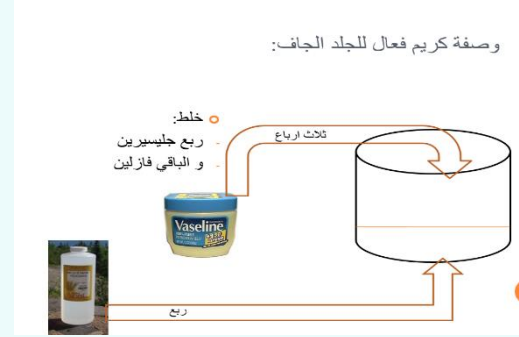 وصفة كريم فعال للجلد الجاف:
خلط:
ربع جليسيرين
و الباقي فازلين
ثلاث ارباع
Vaseline
ربع